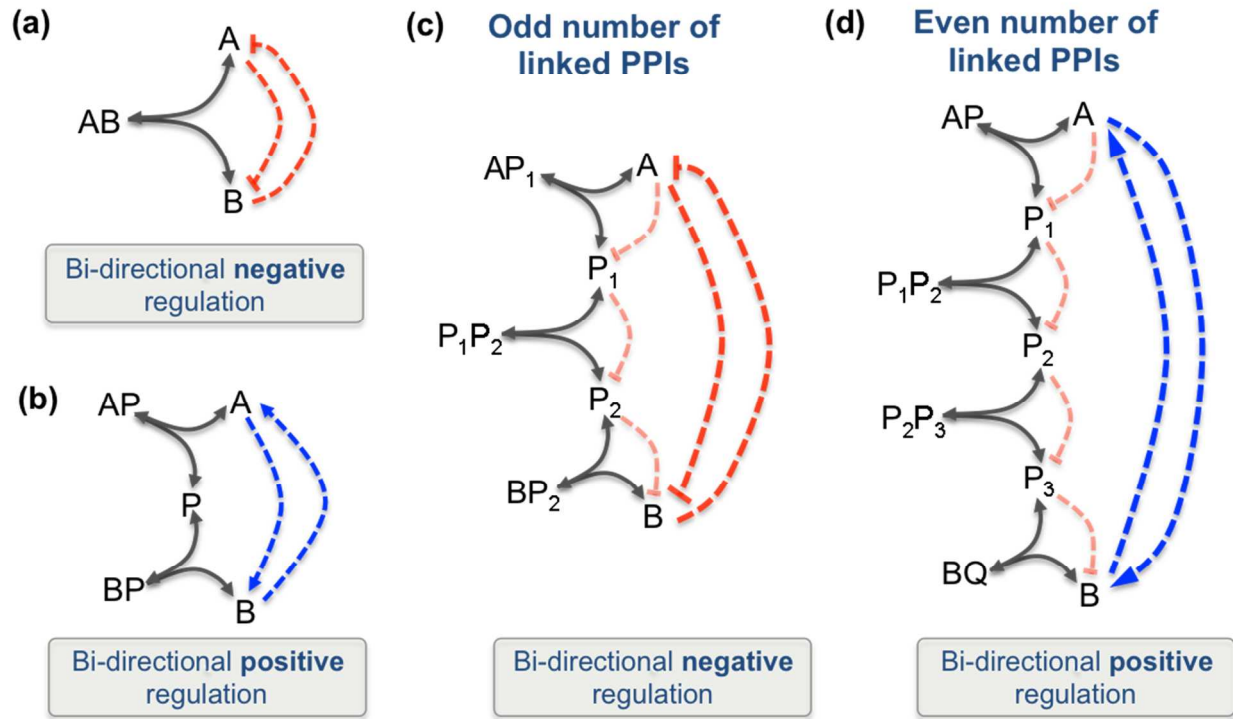 (a)
A
AB
B
Bi-directional negative
regulation
(b)
AP
A
P
BP
B
Bi-directional positive
regulation
(c)
Odd number of
linked PPIs
AP₁
A
P₁
P₁P₂
P₂
BP₂
B
Bi-directional negative
regulation
(d)
Even number of
linked PPIs
AP
A
P₁
P₁P₂
P₂
P₂P₃
P₃
BQ
B
Bi-directional positive
regulation